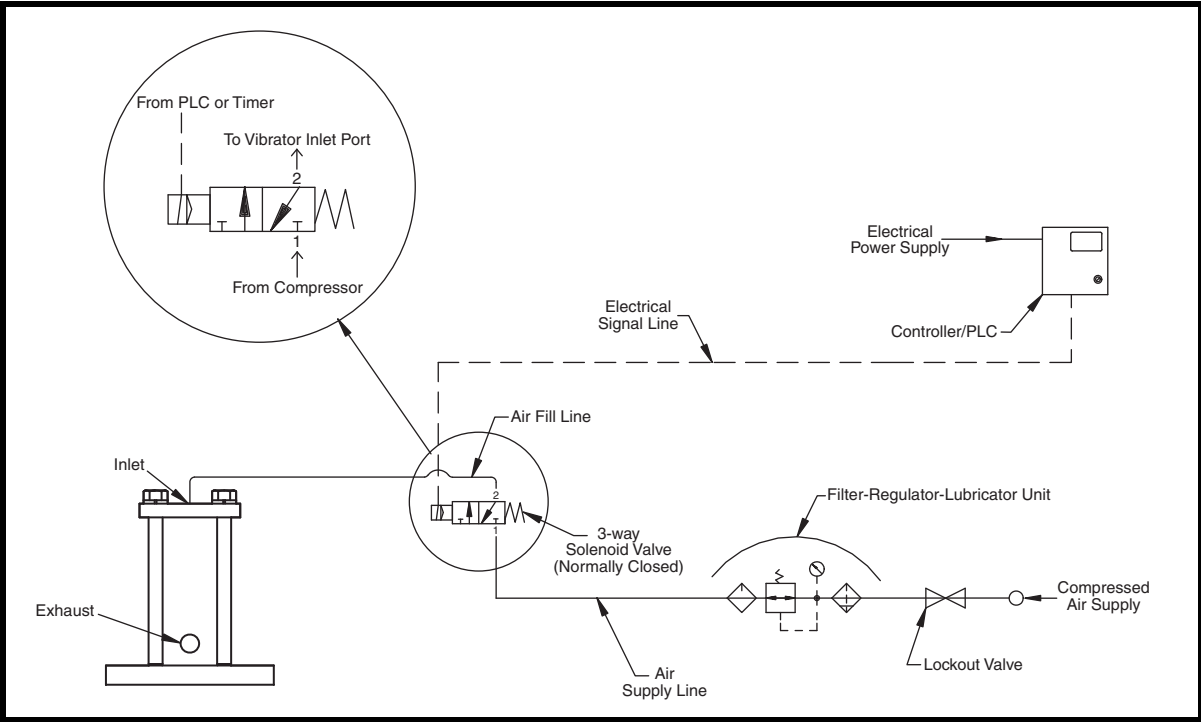 From PLC or Timer
To Vibrator Inlet Port
2
1
From Compressor
Electrical
Power Supply
Controller/PLC
Electrical
Signal Line
Air Fill Line
Inlet
2
1
3-way
Solenoid Valve
(Normally Closed)
Filter-Regulator-Lubricator Unit
Compressed
Air Supply
Exhaust
Lockout Valve
Air
Supply Line